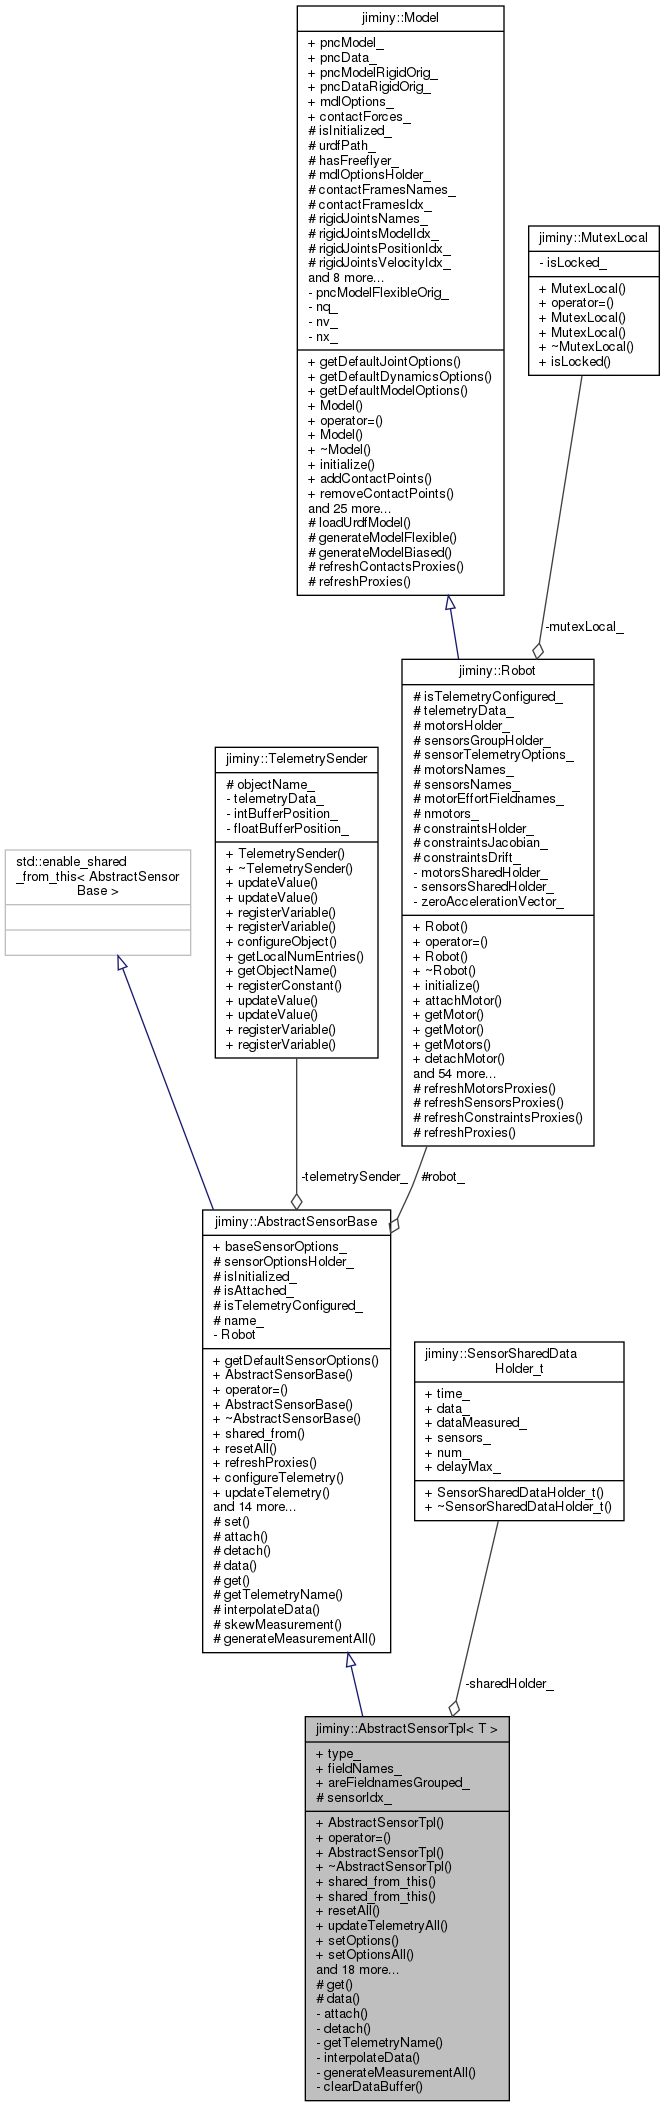 jiminy::Model
+ pncModel_
+ pncData_
+ pncModelRigidOrig_
+ pncDataRigidOrig_
+ mdlOptions_
+ contactForces_
# isInitialized_
# urdfPath_
# hasFreeflyer_
# mdlOptionsHolder_
# contactFramesNames_
# contactFramesIdx_
# rigidJointsNames_
# rigidJointsModelIdx_
# rigidJointsPositionIdx_
# rigidJointsVelocityIdx_
and 8 more...
- pncModelFlexibleOrig_
- nq_
- nv_
- nx_
+ getDefaultJointOptions()
+ getDefaultDynamicsOptions()
+ getDefaultModelOptions()
+ Model()
+ operator=()
+ Model()
+ ~Model()
+ initialize()
+ addContactPoints()
+ removeContactPoints()
and 25 more...
# loadUrdfModel()
# generateModelFlexible()
# generateModelBiased()
# refreshContactsProxies()
# refreshProxies()
jiminy::MutexLocal
- isLocked_
+ MutexLocal()
+ operator=()
+ MutexLocal()
+ MutexLocal()
+ ~MutexLocal()
+ isLocked()
-mutexLocal_
jiminy::Robot
# isTelemetryConfigured_
# telemetryData_
# motorsHolder_
# sensorsGroupHolder_
# sensorTelemetryOptions_
# motorsNames_
# sensorsNames_
# motorEffortFieldnames_
# nmotors_
# constraintsHolder_
# constraintsJacobian_
# constraintsDrift_
- motorsSharedHolder_
- sensorsSharedHolder_
- zeroAccelerationVector_
+ Robot()
+ operator=()
+ Robot()
+ ~Robot()
+ initialize()
+ attachMotor()
+ getMotor()
+ getMotor()
+ getMotors()
+ detachMotor()
and 54 more...
# refreshMotorsProxies()
# refreshSensorsProxies()
# refreshConstraintsProxies()
# refreshProxies()
jiminy::TelemetrySender
# objectName_
- telemetryData_
- intBufferPosition_
- floatBufferPosition_
+ TelemetrySender()
+ ~TelemetrySender()
+ updateValue()
+ updateValue()
+ registerVariable()
+ registerVariable()
+ configureObject()
+ getLocalNumEntries()
+ getObjectName()
+ registerConstant()
+ updateValue()
+ updateValue()
+ registerVariable()
+ registerVariable()
std::enable_shared
_from_this< AbstractSensor
Base >
-telemetrySender_
#robot_
jiminy::AbstractSensorBase
+ baseSensorOptions_
# sensorOptionsHolder_
# isInitialized_
# isAttached_
# isTelemetryConfigured_
# name_
- Robot
+ getDefaultSensorOptions()
+ AbstractSensorBase()
+ operator=()
+ AbstractSensorBase()
+ ~AbstractSensorBase()
+ shared_from()
+ resetAll()
+ refreshProxies()
+ configureTelemetry()
+ updateTelemetry()
and 14 more...
# set()
# attach()
# detach()
# data()
# get()
# getTelemetryName()
# interpolateData()
# skewMeasurement()
# generateMeasurementAll()
jiminy::SensorSharedData
Holder_t
+ time_
+ data_
+ dataMeasured_
+ sensors_
+ num_
+ delayMax_
+ SensorSharedDataHolder_t()
+ ~SensorSharedDataHolder_t()
-sharedHolder_
jiminy::AbstractSensorTpl< T >
+ type_
+ fieldNames_
+ areFieldnamesGrouped_
# sensorIdx_
+ AbstractSensorTpl()
+ operator=()
+ AbstractSensorTpl()
+ ~AbstractSensorTpl()
+ shared_from_this()
+ shared_from_this()
+ resetAll()
+ updateTelemetryAll()
+ setOptions()
+ setOptionsAll()
and 18 more...
# get()
# data()
- attach()
- detach()
- getTelemetryName()
- interpolateData()
- generateMeasurementAll()
- clearDataBuffer()